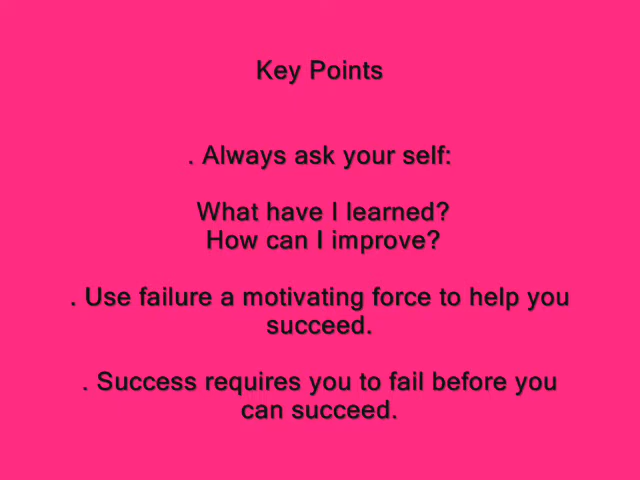 Key Points
. Always ask your self:
What have I learned?
How can I improve?
. Use failure a motivating force to help you
succeed.
. Success requires you to fail before you
can succeed.